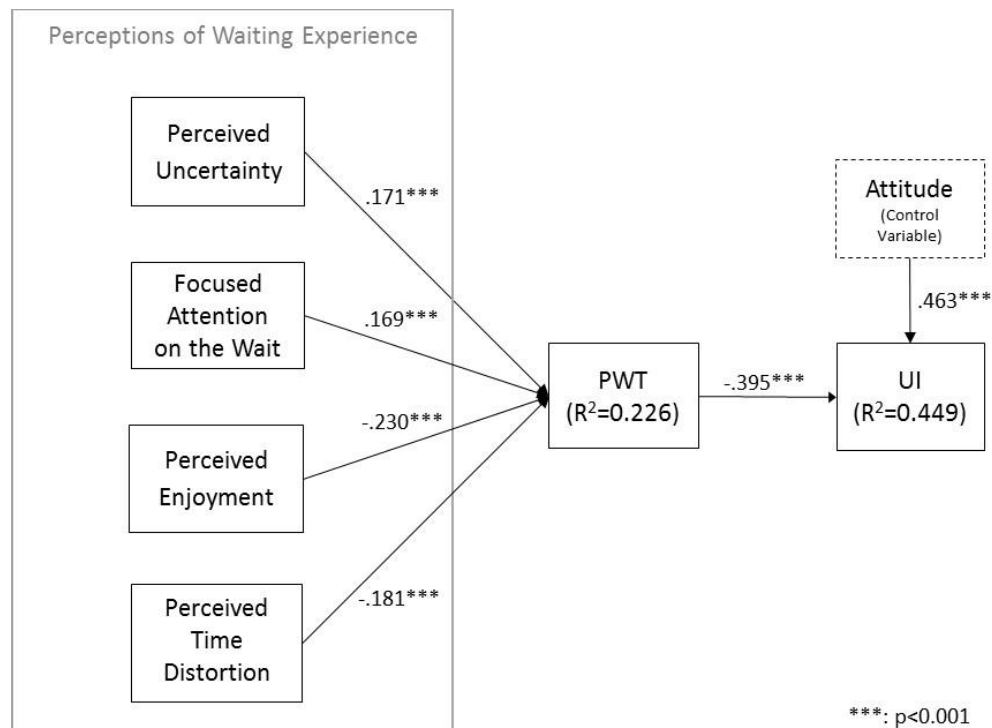 Perceptions of Waiting Experience
Perceived
Uncertainty
.171***
Focused
Attention
on the Wait
.169***
Perceived
Enjoyment
-.230***
Perceived
Time
Distortion
-.181***
PWT
(R²=0.226)
-.395***
Attitude
(Control
Variable)
.463***
UI
(R²=0.449)
***: p<0.001